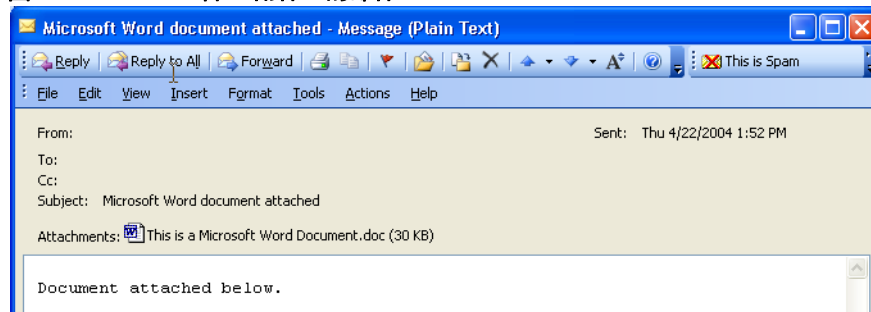 Microsoft Word document attached - Message (Plain Text)
Reply Reply to All Forward This is Spam
File Edit View Insert Format Tools Actions Help
From: Sent: Thu 4/22/2004 1:52 PM
To:
Cc:
Subject: Microsoft Word document attached
Attachments: This is a Microsoft Word Document.doc (30 KB)
Document attached below.